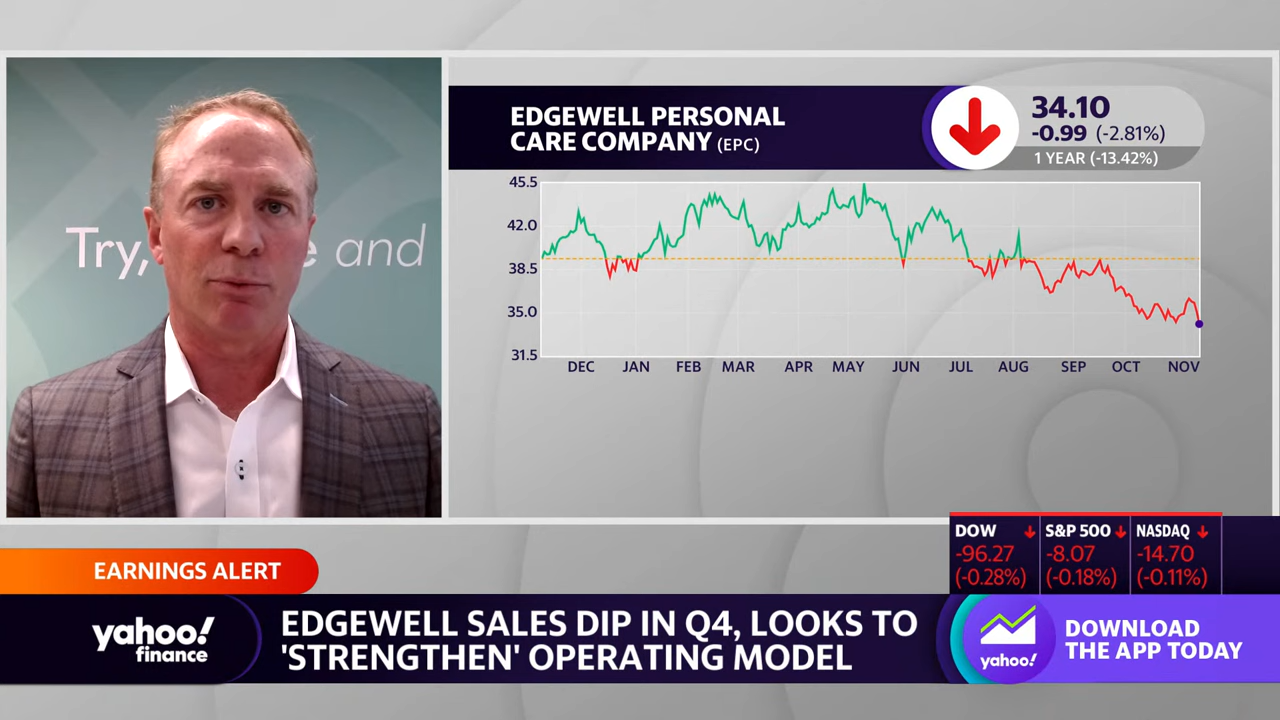 Try, and
EDGEWELL PERSONAL
CARE COMPANY (EPC)
34.10
-0.99 (-2.81%)
1 YEAR (-13.42%)
45.5
42.0
38.5
35.0
31.5
DEC JAN FEB MAR APR MAY JUN JUL AUG SEP OCT NOV
DOW S&P 500 NASDAQ
-96.27 -8.07 -14.70
(-0.28%) (-0.18%) (-0.11%)
EARNINGS ALERT
yahoo!
finance
EDGEWELL SALES DIP IN Q4, LOOKS TO
'STRENGTHEN' OPERATING MODEL
yahoo!
DOWNLOAD
THE APP TODAY